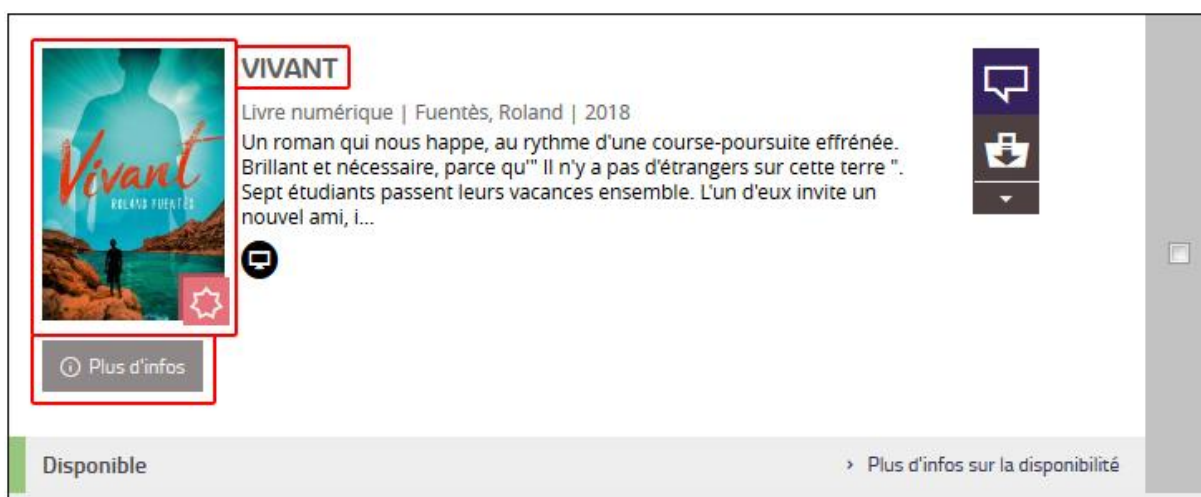 VIVANT
Livre numérique | Fuentès, Roland | 2018
Un roman qui nous happe, au rythme d'une course-poursuite effrénée.
Brillant et nécessaire, parce qu'" Il n'y a pas d'étrangers sur cette terre ".
Sept étudiants passent leurs vacances ensemble. L'un d'eux invite un
nouvel ami, i...
Vivant
ROLAND FUENTÈS
Plus d'infos
Disponible
Plus d'infos sur la disponibilité